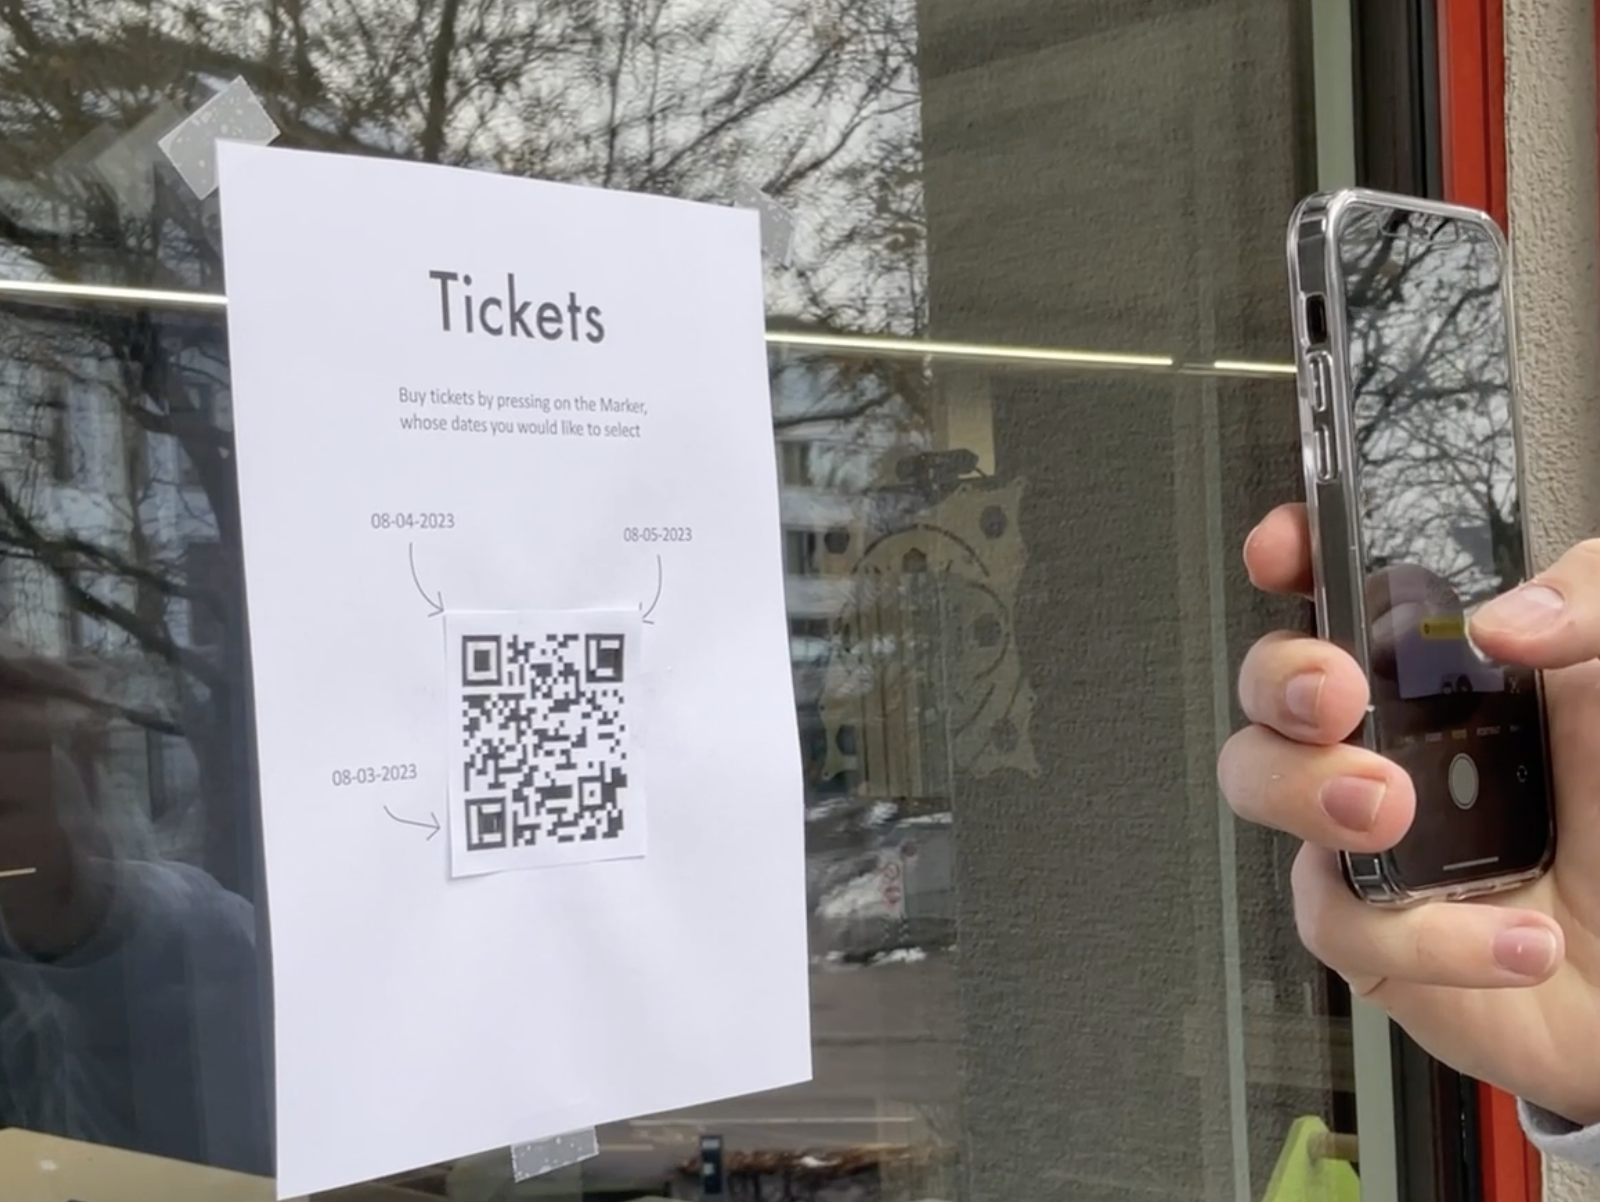 Tickets
Buy tickets by pressing on the Marker,
whose dates you would like to select
08-04-2023
08-05-2023
08-03-2023